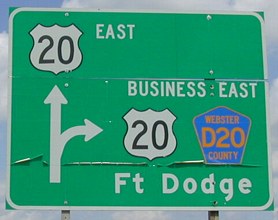 20 EAST
BUSINESS EAST
20 WEBSTER
D20
COUNTY
Ft Dodge